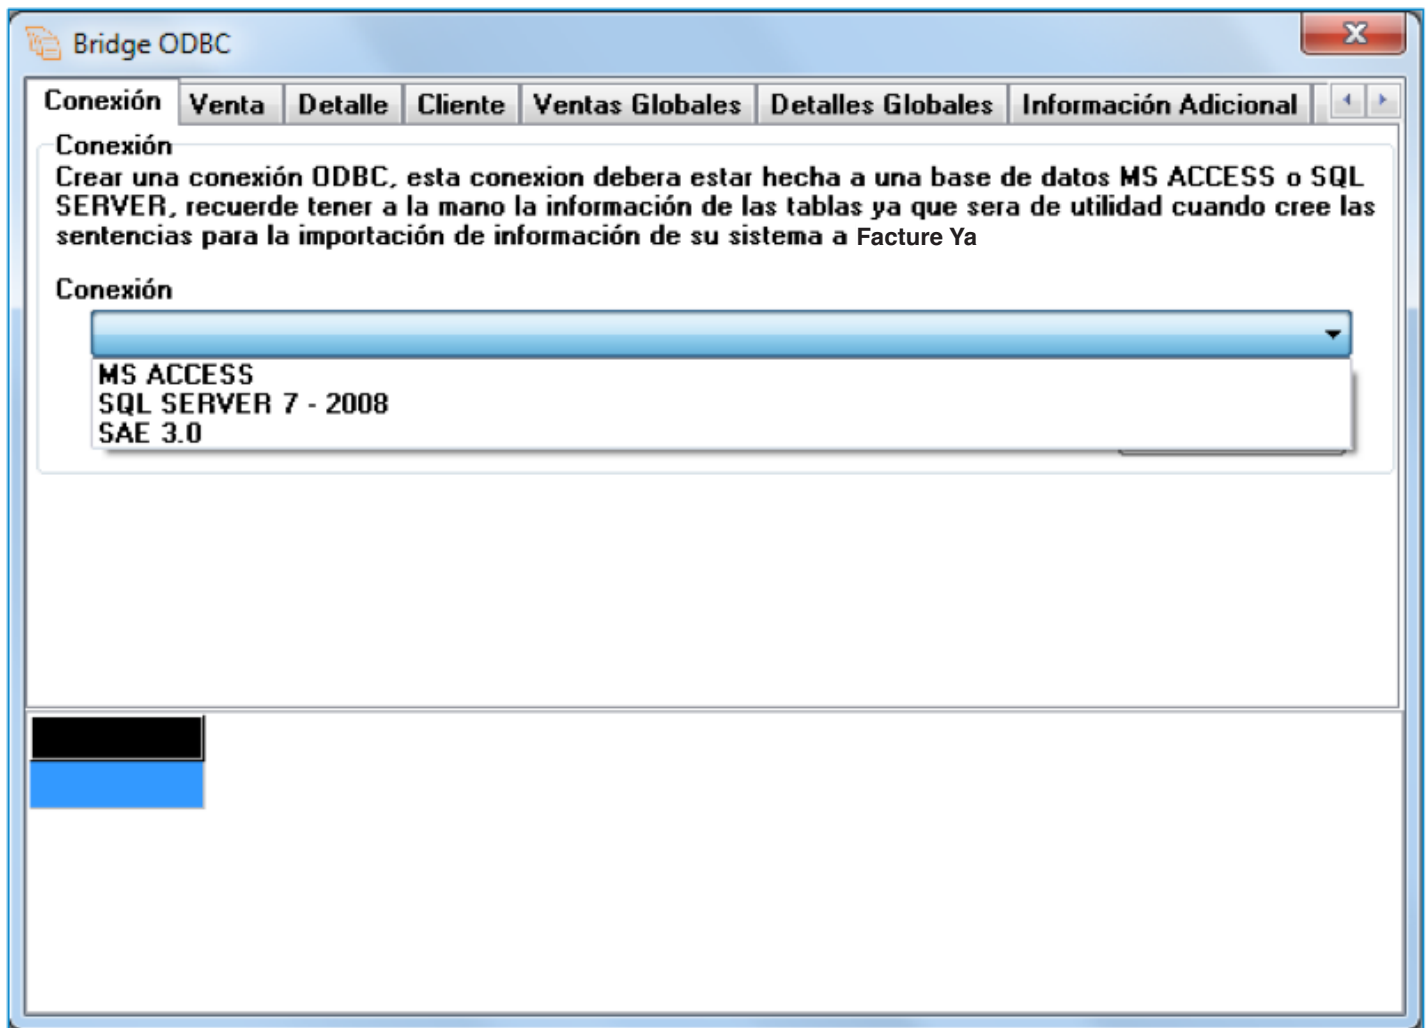 Bridge ODBC
Conexión Venta Detalle Cliente Ventas Globales Detalles Globales Información Adicional
Conexión
Crear una conexión ODBC, esta conexion debera estar hecha a una base de datos MS ACCESS o SQL
SERVER, recuerde tener a la mano la información de las tablas ya que sera de utilidad cuando cree las
sentencias para la importación de información de su sistema a Facture Ya
Conexión
MS ACCESS
SQL SERVER 7 - 2008
SAE 3.0